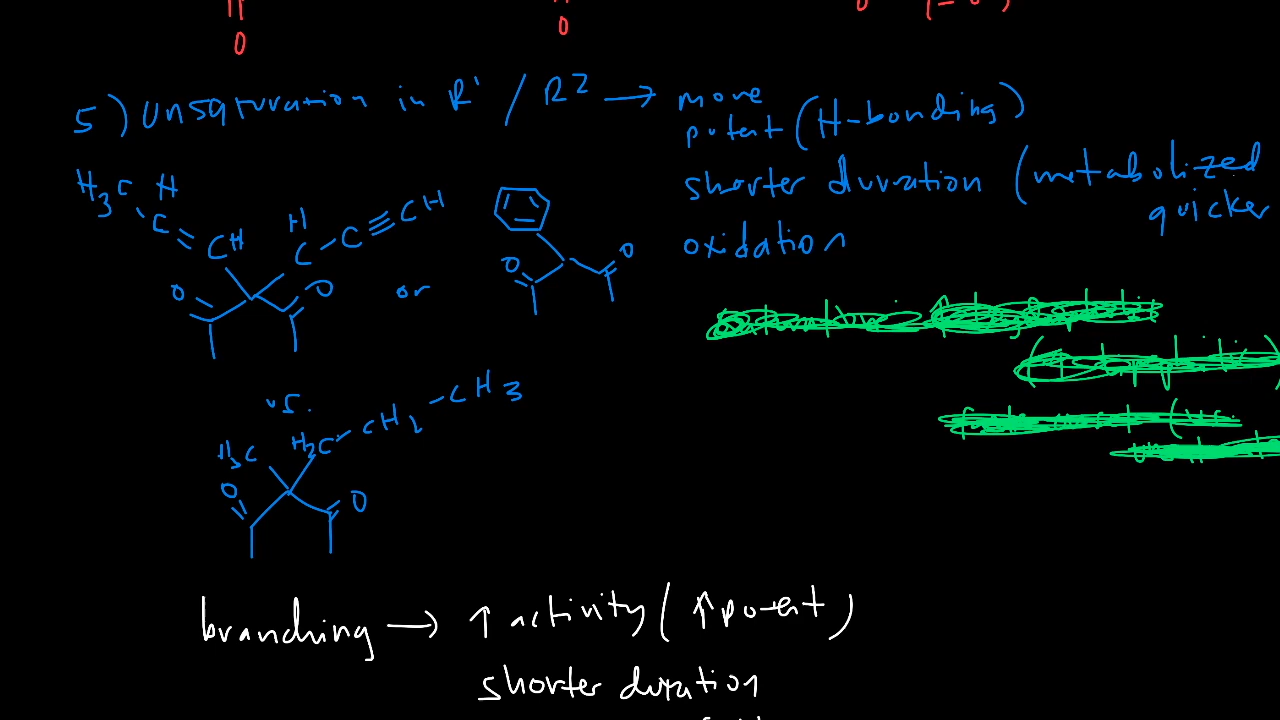 O O O (= O)
5) Unsaturation in R' / R2 → more potent (H-bonding)
shorter duration (metabolized quicker
oxidation
H3C H
C = CH
H
C - C ≡ CH
O O or O O
vs.
H3C H2C - CH2 - CH3
O O
branching → ↑ activity (↑ potent)
shorter duration